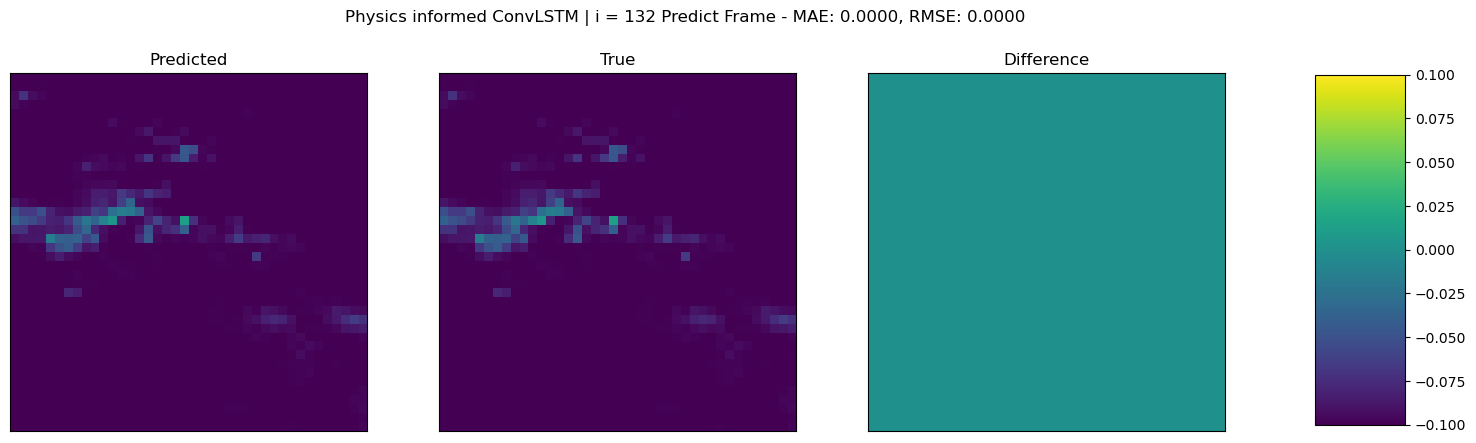 Physics informed ConvLSTM | i = 132 Predict Frame - MAE: 0.0000, RMSE: 0.0000
Predicted
True
Difference
0.100
0.075
0.050
0.025
0.000
−0.025
−0.050
−0.075
−0.100